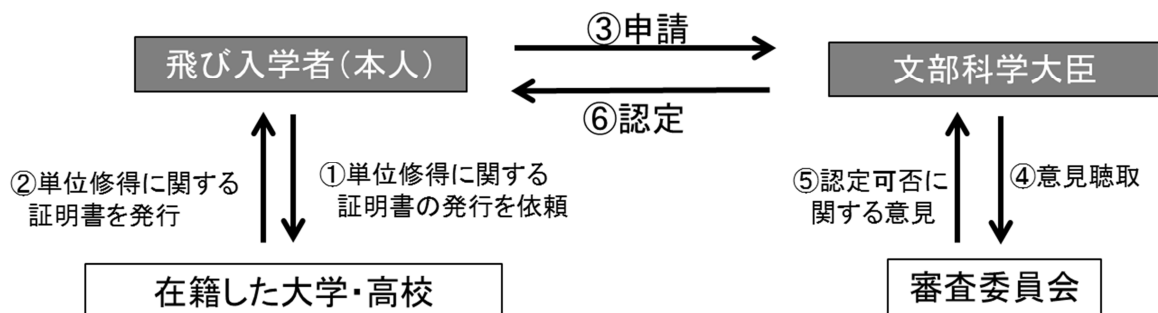 ③申請
飛び入学者（本人）
文部科学大臣
⑥認定
②単位修得に関する
証明書を発行
①単位修得に関する
証明書の発行を依頼
⑤認定可否に
関する意見
④意見聴取
在籍した大学・高校
審査委員会